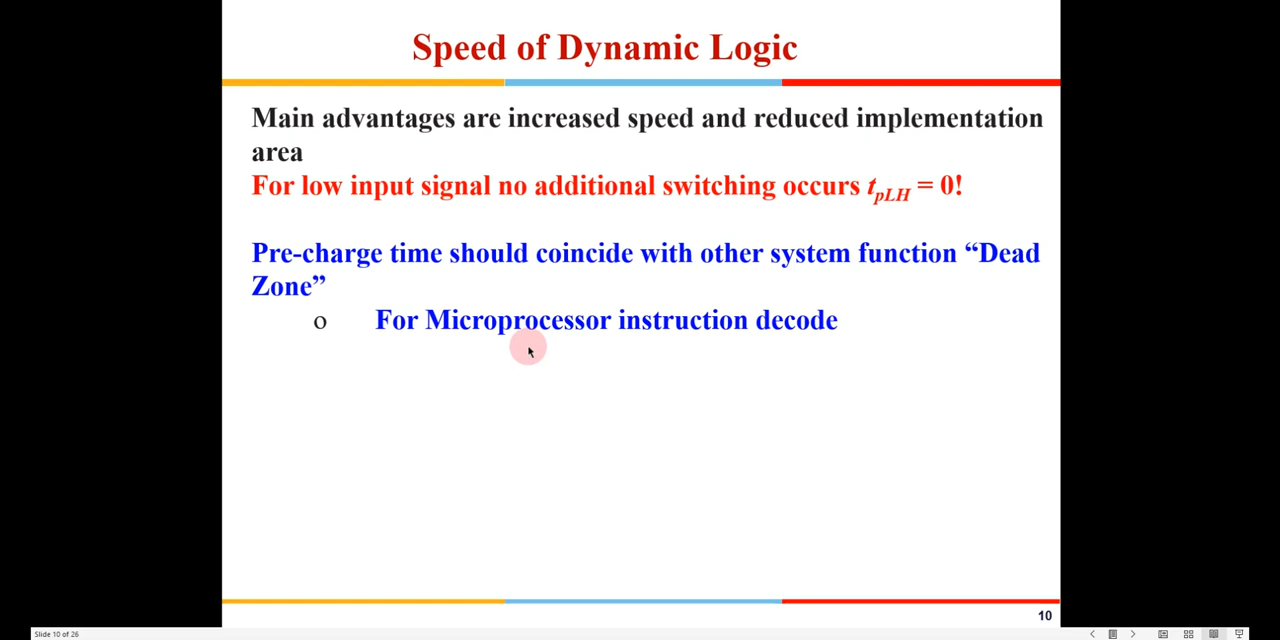 Speed of Dynamic Logic
Main advantages are increased speed and reduced implementation
area
For low input signal no additional switching occurs tpLH = 0!
Pre-charge time should coincide with other system function “Dead
Zone”
o For Microprocessor instruction decode
10
Slide 10 of 26